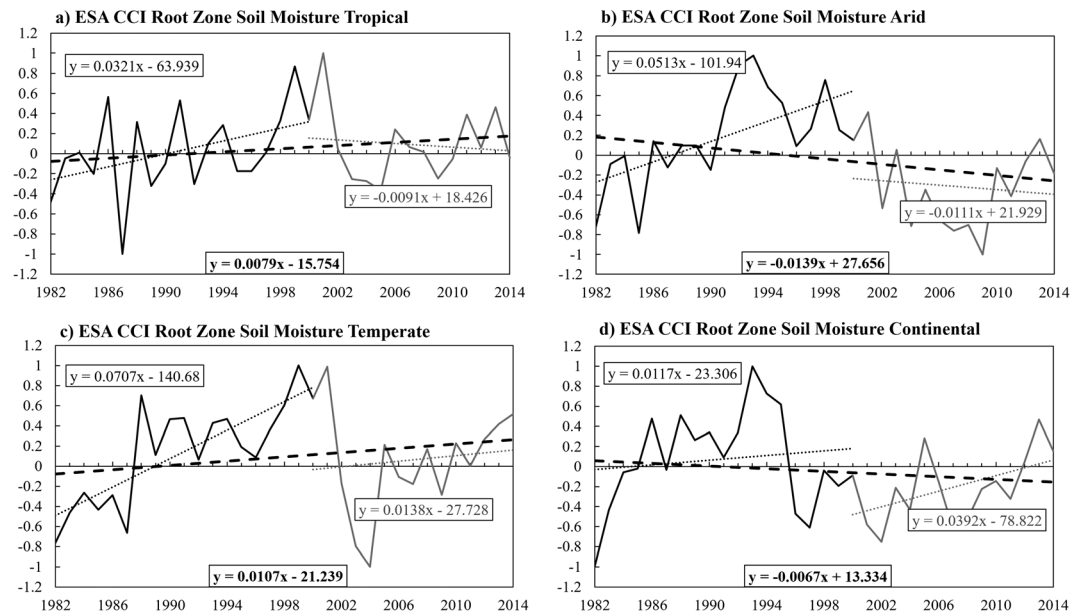 a) ESA CCI Root Zone Soil Moisture Tropical
1.2
1
0.8
0.6
0.4
0.2
0
-0.2
-0.4
-0.6
-0.8
-1
-1.2
y = 0.0321x - 63.939
y = -0.0091x + 18.426
y = 0.0079x - 15.754
1982 1986 1990 1994 1998 2002 2006 2010 2014
b) ESA CCI Root Zone Soil Moisture Arid
1.2
1
0.8
0.6
0.4
0.2
0
-0.2
-0.4
-0.6
-0.8
-1
-1.2
y = 0.0513x - 101.94
y = -0.0111x + 21.929
y = -0.0139x + 27.656
1982 1986 1990 1994 1998 2002 2006 2010 2014
c) ESA CCI Root Zone Soil Moisture Temperate
1.2
1
0.8
0.6
0.4
0.2
0
-0.2
-0.4
-0.6
-0.8
-1
-1.2
y = 0.0707x - 140.68
y = 0.0138x - 27.728
y = 0.0107x - 21.239
1982 1986 1990 1994 1998 2002 2006 2010 2014
d) ESA CCI Root Zone Soil Moisture Continental
1.2
1
0.8
0.6
0.4
0.2
0
-0.2
-0.4
-0.6
-0.8
-1
-1.2
y = 0.0117x - 23.306
y = 0.0392x - 78.822
y = -0.0067x + 13.334
1982 1986 1990 1994 1998 2002 2006 2010 2014